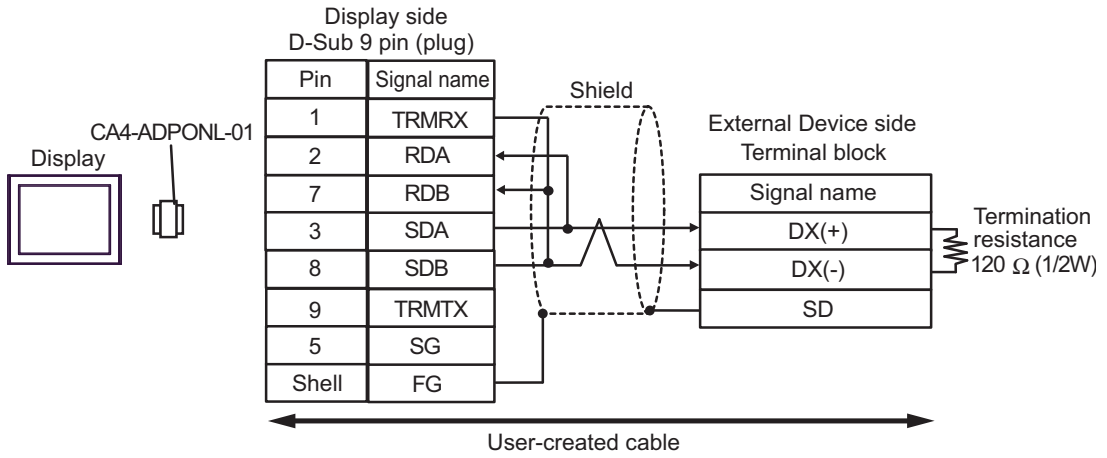 Display side
D-Sub 9 pin (plug)
Pin Signal name
1 TRMRX
2 RDA
7 RDB
3 SDA
8 SDB
9 TRMTX
5 SG
Shell FG
CA4-ADPONL-01
Display
Shield
External Device side
Terminal block
Signal name
DX(+)
DX(-)
SD
Termination
resistance
120 Ω (1/2W)
User-created cable